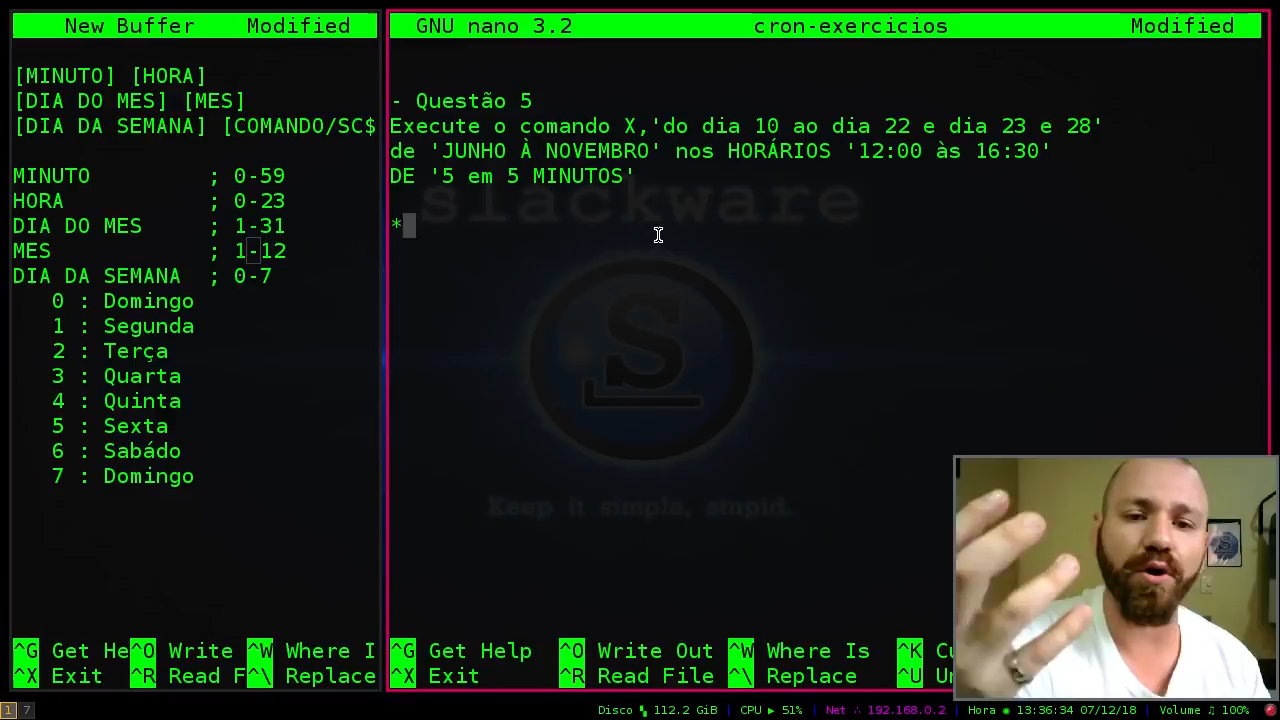 New Buffer Modified
[MINUTO] [HORA]
[DIA DO MES] [MES]
[DIA DA SEMANA] [COMANDO/SC$
MINUTO ; 0-59
HORA ; 0-23
DIA DO MES ; 1-31
MES ; 1-12
DIA DA SEMANA ; 0-7
0 : Domingo
1 : Segunda
2 : Terça
3 : Quarta
4 : Quinta
5 : Sexta
6 : Sabádo
7 : Domingo
^G Get He^O Write ^W Where I
^X Exit ^R Read F^\ Replace
GNU nano 3.2 cron-exercicios Modified
- Questão 5
Execute o comando X,'do dia 10 ao dia 22 e dia 23 e 28'
de 'JUNHO À NOVEMBRO' nos HORÁRIOS '12:00 às 16:30'
DE '5 em 5 MINUTOS'
slackware
*
Keep it simple, stupid.
^G Get Help ^O Write Out ^W Where Is ^K Cu
^X Exit ^R Read File ^\ Replace ^U Un
1 7 Disco 112.2 GiB | CPU ▶ 51% | Net ∴ 192.168.0.2 | Hora ◉ 13:36:34 07/12/18 | Volume ♫ 100%